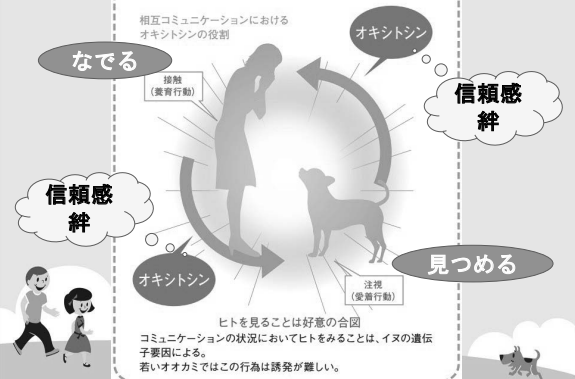 相互コミュニケーションにおける
オキシトシンの役割
オキシトシン
なでる
接触
(養育行動)
信頼感
絆
信頼感
絆
オキシトシン
見つめる
注視
(愛着行動)
ヒトを見ることは好意の合図
コミュニケーションの状況においてヒトをみることは、イヌの遺伝
子要因による。
若いオオカミではこの行為は誘発が難しい。